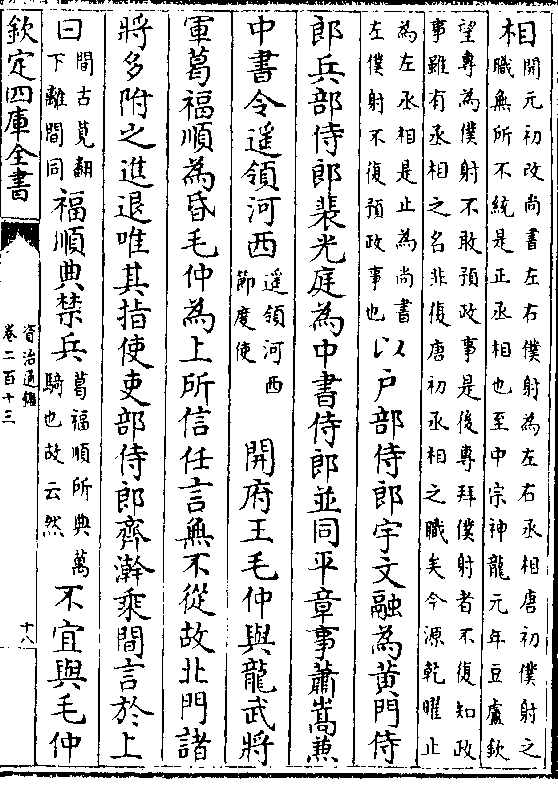 相開元初改尚書左右僕射為左右丞相唐初僕射之
職無所不統是正丞相也至中宗神龍元年豆盧欽
望專為僕射不敢預政事是後專拜僕射者不復知政
事雖有丞相之名非復唐初丞相之職矣今源乾曜止
為左丞相是止為尚書
左僕射不復預政事也以户部侍郎宇文融為黄門侍
郎兵部侍郎裴光庭為中書侍郎並同平章事蕭嵩兼
中書令遥領河西遥領河西
節度使開府王毛仲與龍武將
軍葛福順為昏毛仲為上所信任言無不從故北門諸
將多附之進退唯其指使吏部侍郎齊澣乘間言於上
曰間古莧翻
下離間同福順典禁兵葛福順所典萬
騎也故云然不宜與毛仲
欽定四庫全書
資治通鑑
卷二百十三
十八